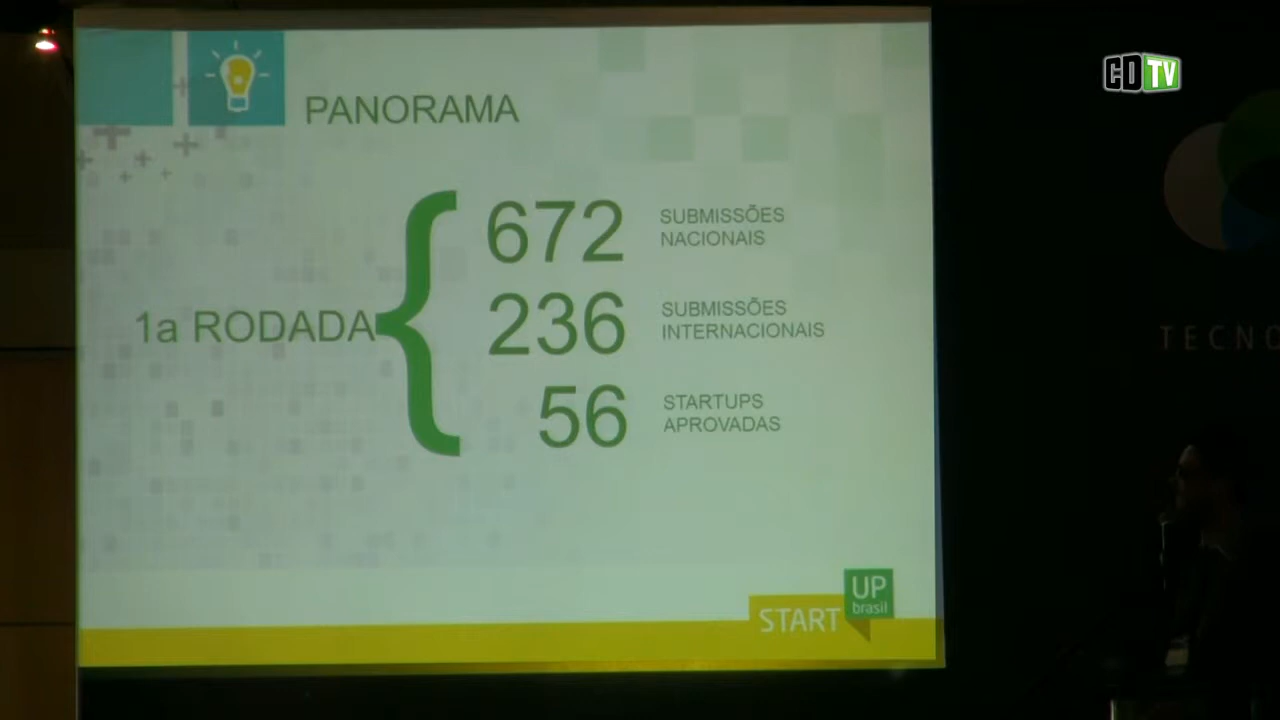 CDTV
PANORAMA
1a RODADA
672 SUBMISSÕES
NACIONAIS
236 SUBMISSÕES
INTERNACIONAIS
56 STARTUPS
APROVADAS
START UP
brasil
TECNO